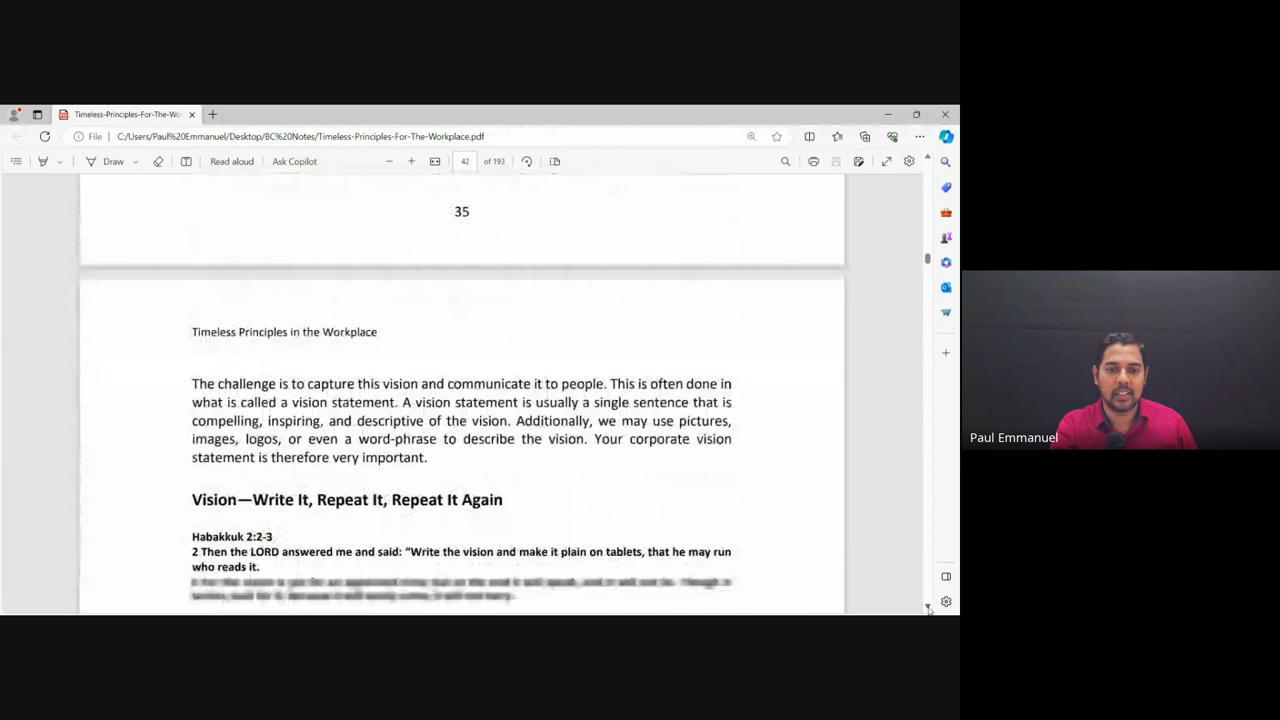 Timeless-Principles-For-The-Wo
File
C:/Users/Paul%20Emmanuel/Desktop/BC%20Notes/Timeless-Principles-For-The-Workplace.pdf
Draw
Read aloud
Ask Copilot
42 of 193
35
Timeless Principles in the Workplace
The challenge is to capture this vision and communicate it to people. This is often done in
what is called a vision statement. A vision statement is usually a single sentence that is
compelling, inspiring, and descriptive of the vision. Additionally, we may use pictures,
images, logos, or even a word-phrase to describe the vision. Your corporate vision
statement is therefore very important.
Vision—Write It, Repeat It, Repeat It Again
Habakkuk 2:2-3
2 Then the LORD answered me and said: “Write the vision and make it plain on tablets, that he may run
who reads it.
Paul Emmanuel